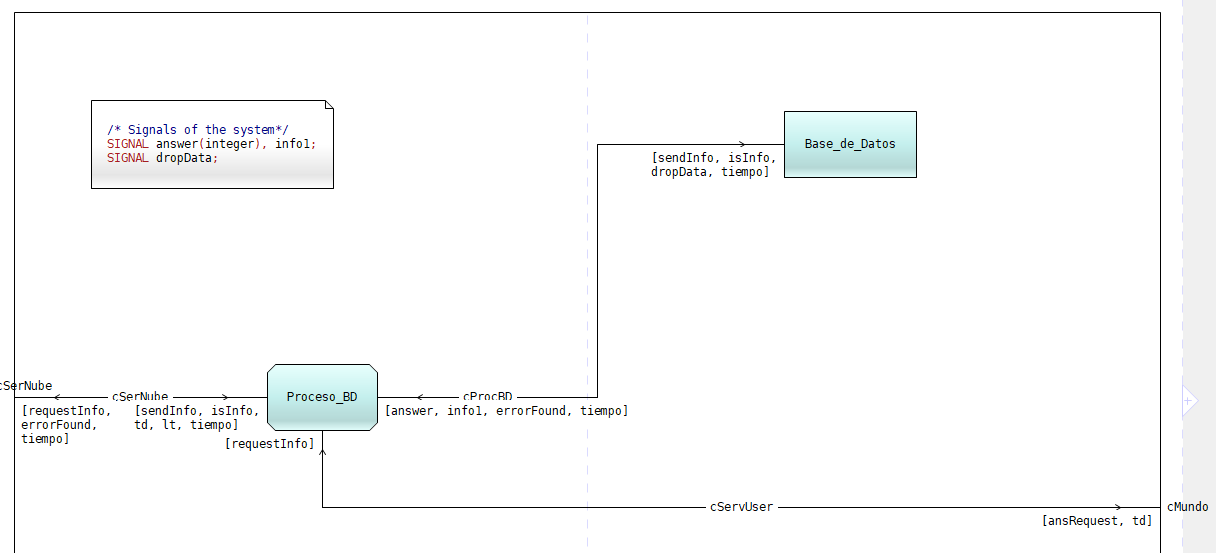 /* Signals of the system*/
SIGNAL answer(integer), info1;
SIGNAL dropData;
Base_de_Datos
[sendInfo, isInfo,
dropData, tiempo]
cSerNube
cSerNube
Proceso_BD
cProcBD
[requestInfo,
errorFound,
tiempo]
[sendInfo, isInfo,
td, lt, tiempo]
[answer, info1, errorFound, tiempo]
[requestInfo]
cServUser
cMundo
[ansRequest, td]